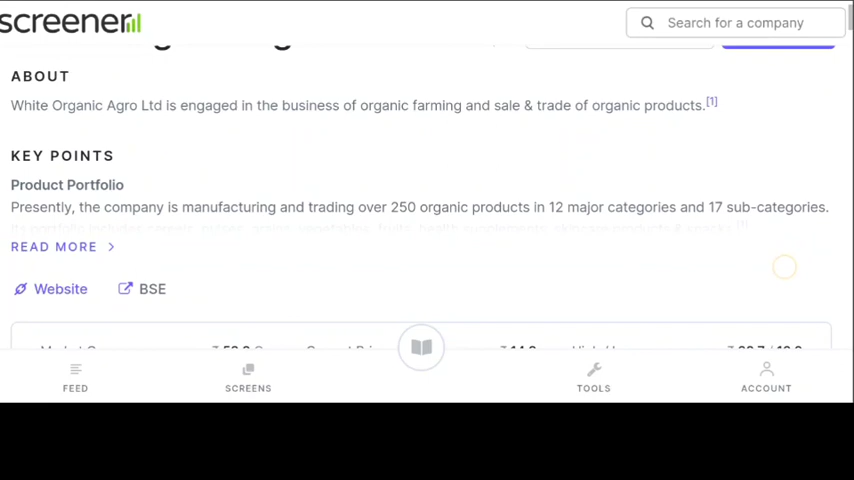 screener
Search for a company
ABOUT
White Organic Agro Ltd is engaged in the business of organic farming and sale & trade of organic products.[1]
KEY POINTS
Product Portfolio
Presently, the company is manufacturing and trading over 250 organic products in 12 major categories and 17 sub-categories.
READ MORE
Website BSE
FEED SCREENS TOOLS ACCOUNT